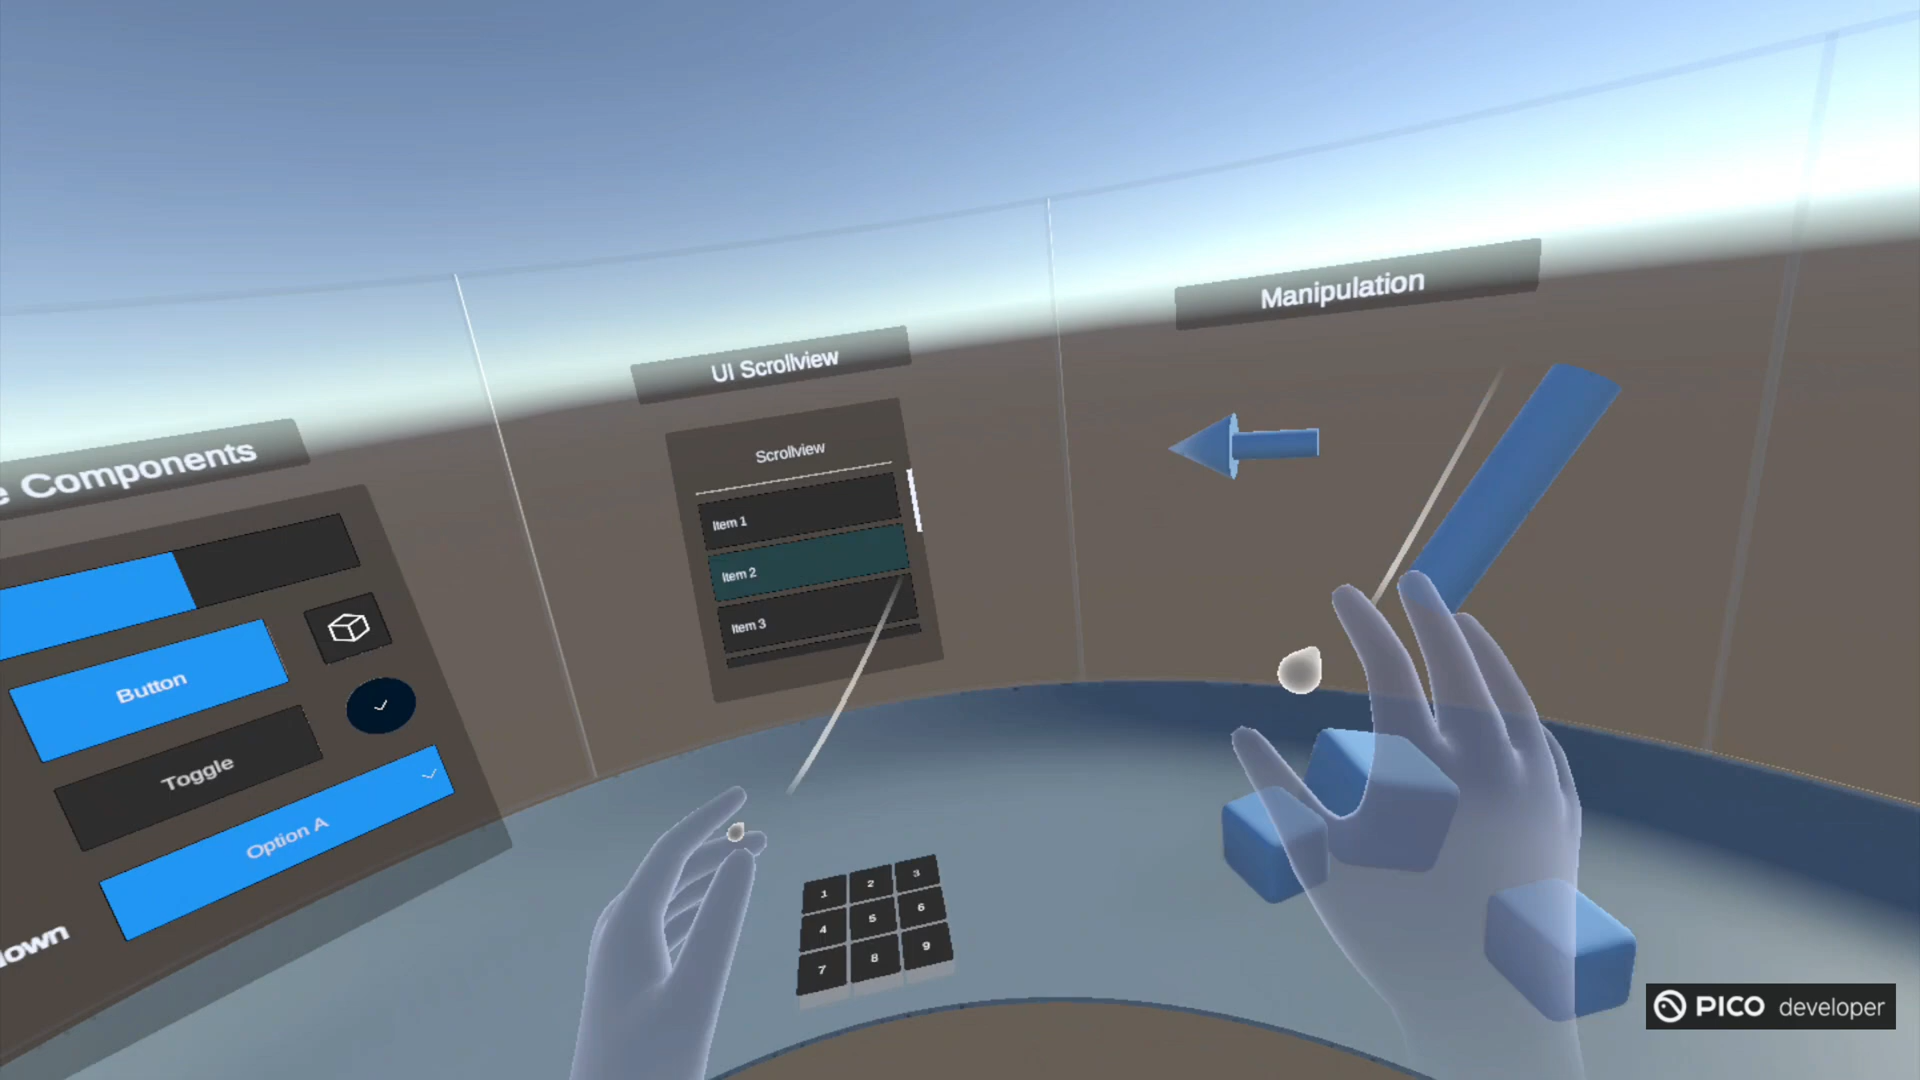 Manipulation
UI Scrollview
Scrollview
Item 1
Item 2
Item 3
Components
Button
Toggle
Option A
1 2 3
4 5 6
7 8 9
PICO developer